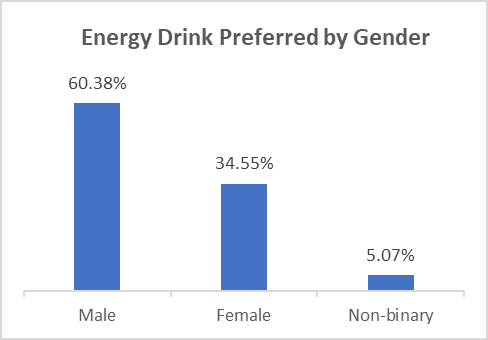 Energy Drink Preferred by Gender
60.38%
34.55%
5.07%
Male Female Non-binary